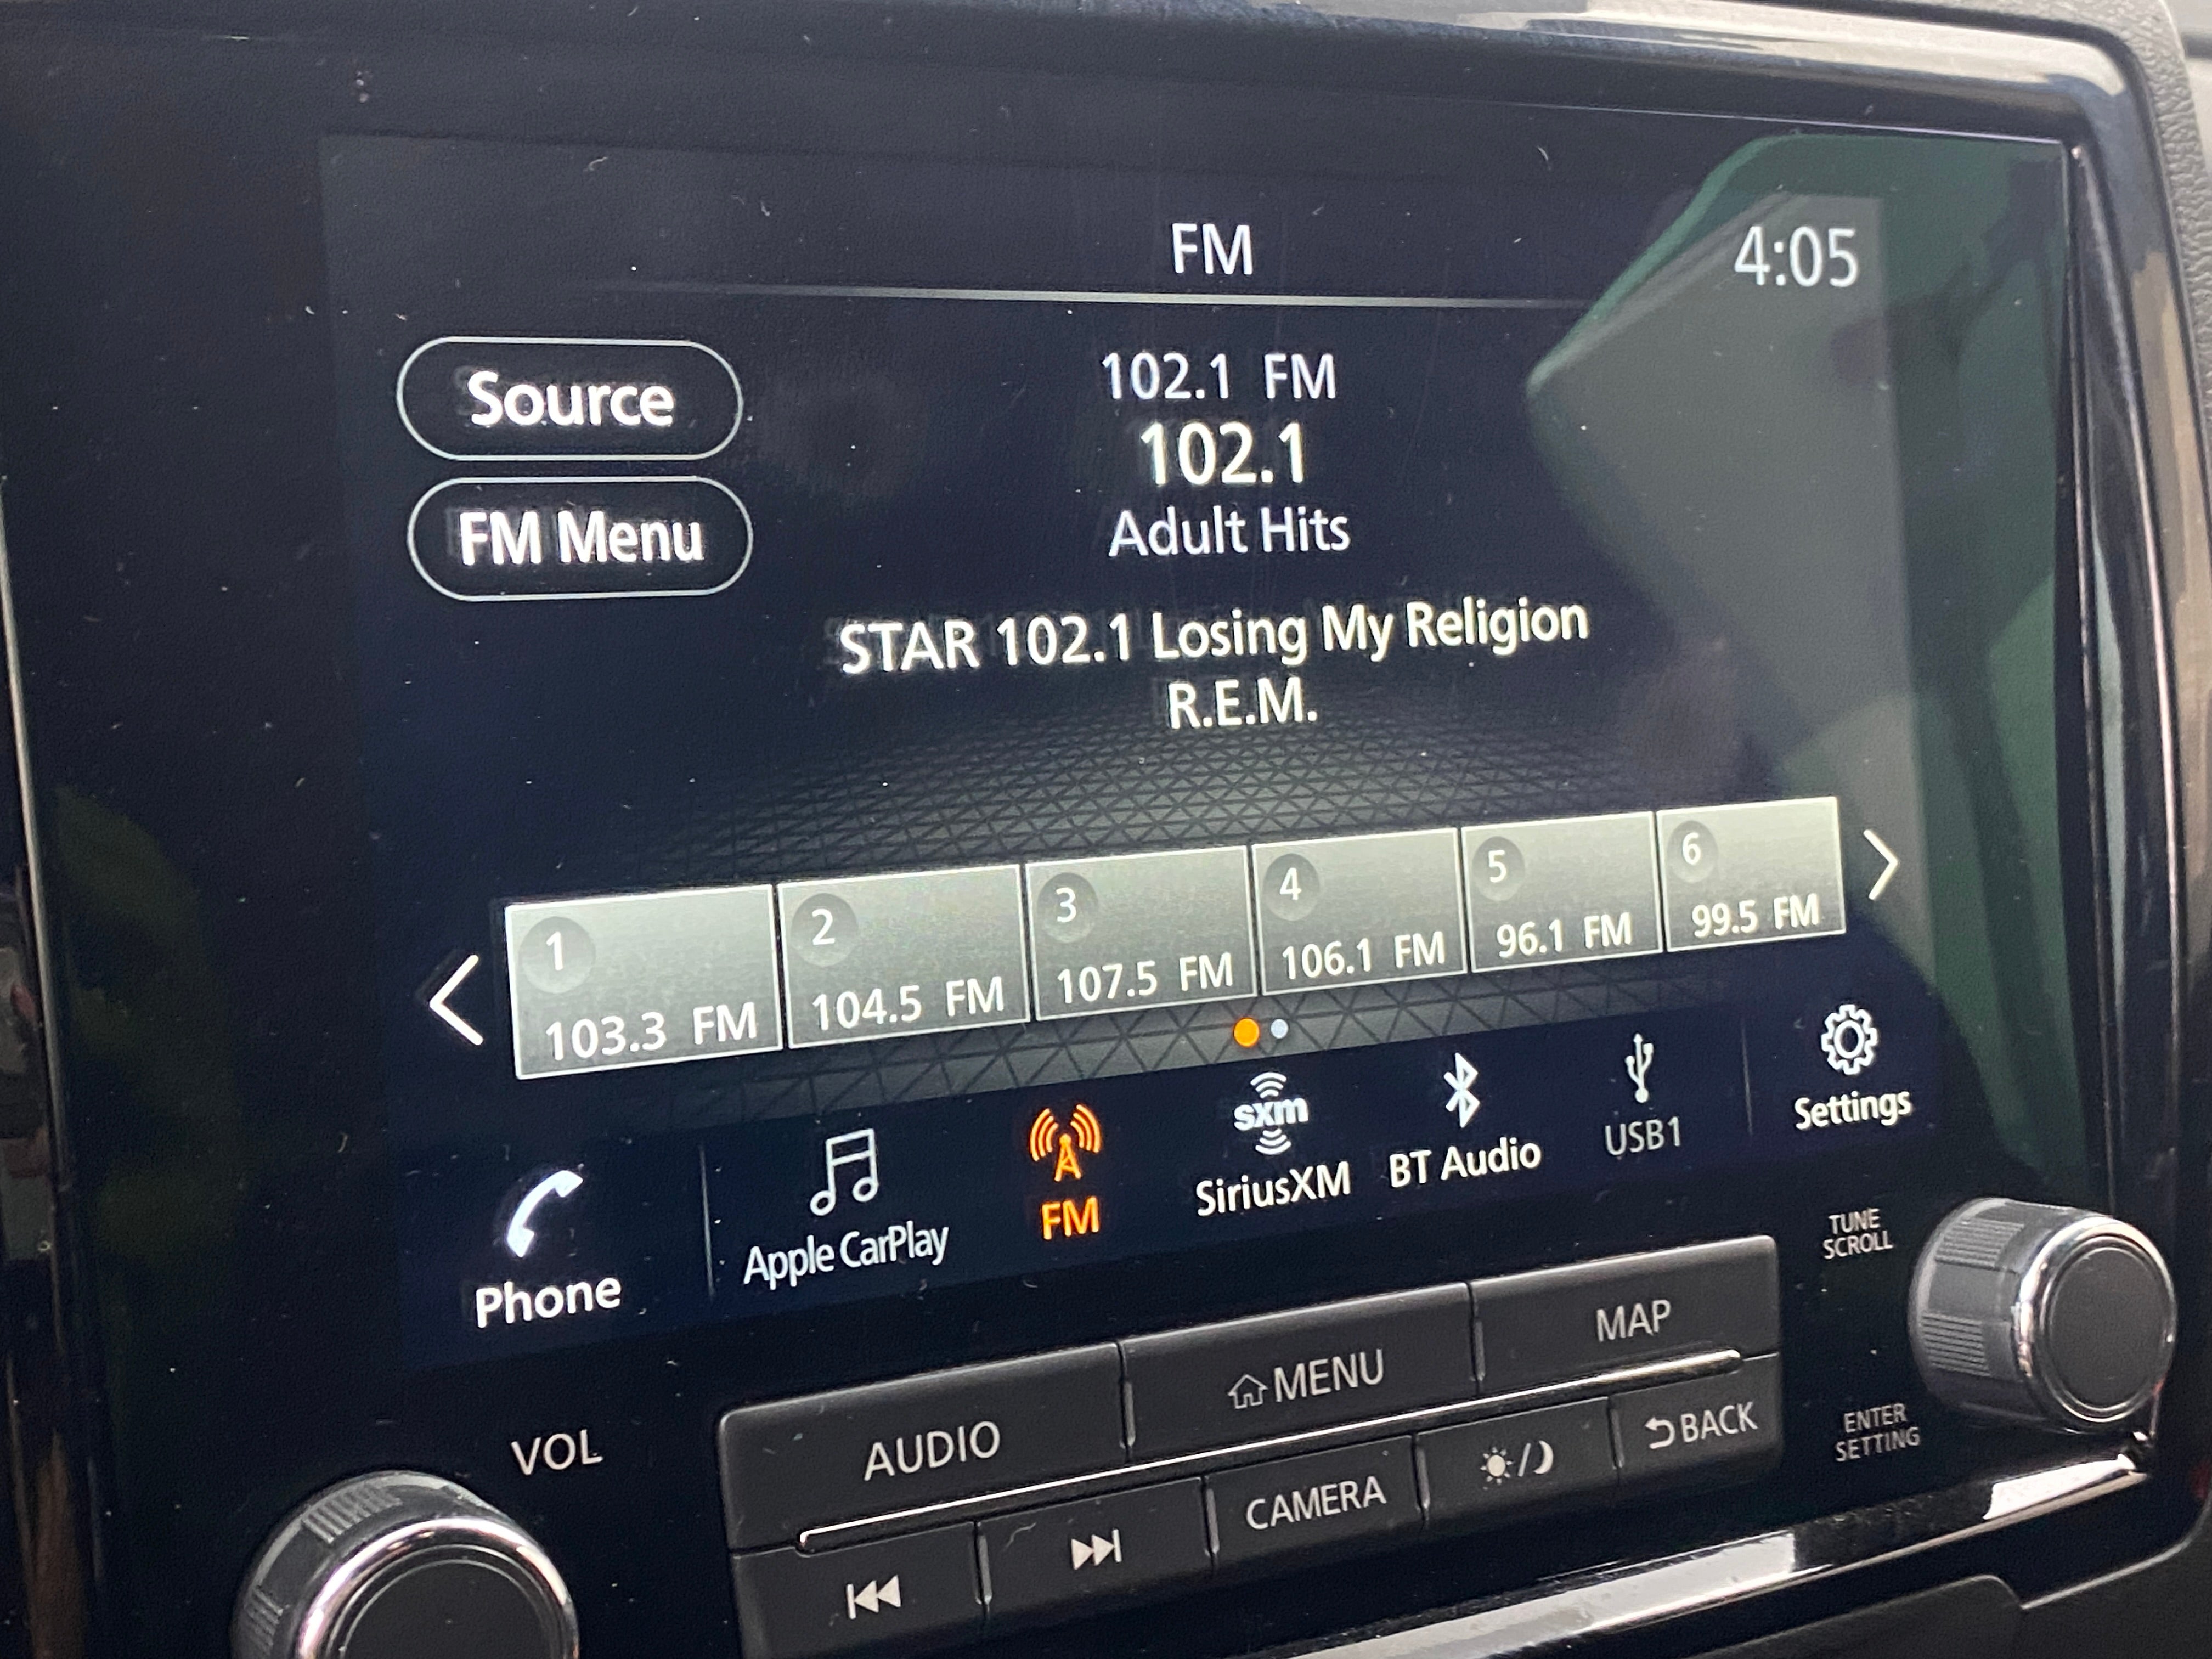 FM
4:05
Source
102.1 FM
102.1
FM Menu
Adult Hits
STAR 102.1 Losing My Religion
R.E.M.
1
103.3 FM
2
104.5 FM
3
107.5 FM
4
106.1 FM
5
96.1 FM
6
99.5 FM
Phone
Apple CarPlay
FM
sxm
SiriusXM
BT Audio
USB1
Settings
TUNE
SCROLL
VOL
AUDIO
MENU
MAP
CAMERA
BACK
ENTER
SETTING